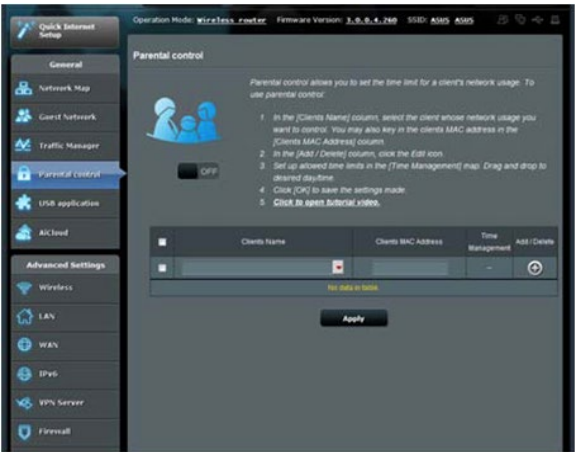 Quick Internet
Setup
Operation Mode: Wireless router Firmware Version: 3.0.0.4.260 SSID: ASUS ASUS
General
Network Map
Guest Network
Traffic Manager
Parental control
USB application
AiCloud
Advanced Settings
Wireless
LAN
WAN
IPv6
VPN Server
Firewall
Parental control
Parental control allows you to set the time limit for a client's network usage. To
use parental control:
1. In the [Clients Name] column, select the client whose network usage you
want to control. You may also key in the clients MAC address in the
[Clients MAC Address] column.
2. In the [Add / Delete] column, click the Edit icon.
3. Set up allowed time limits in the [Time Management] map. Drag and drop to
desired day/time.
4. Click [OK] to save the settings made.
5. Click to open tutorial video.
OFF
Clients Name Clients MAC Address Time Management Add / Delete
--
No data in table.
Apply